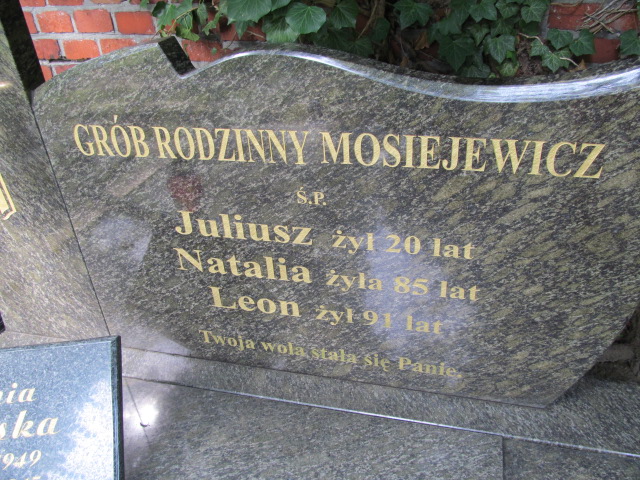 GRÓB RODZINNY MOSIEJEWICZ
Ś.P.
Juliusz żył 20 lat
Natalia żyła 85 lat
Leon żył 91 lat
Twoja wola stała się Panie.